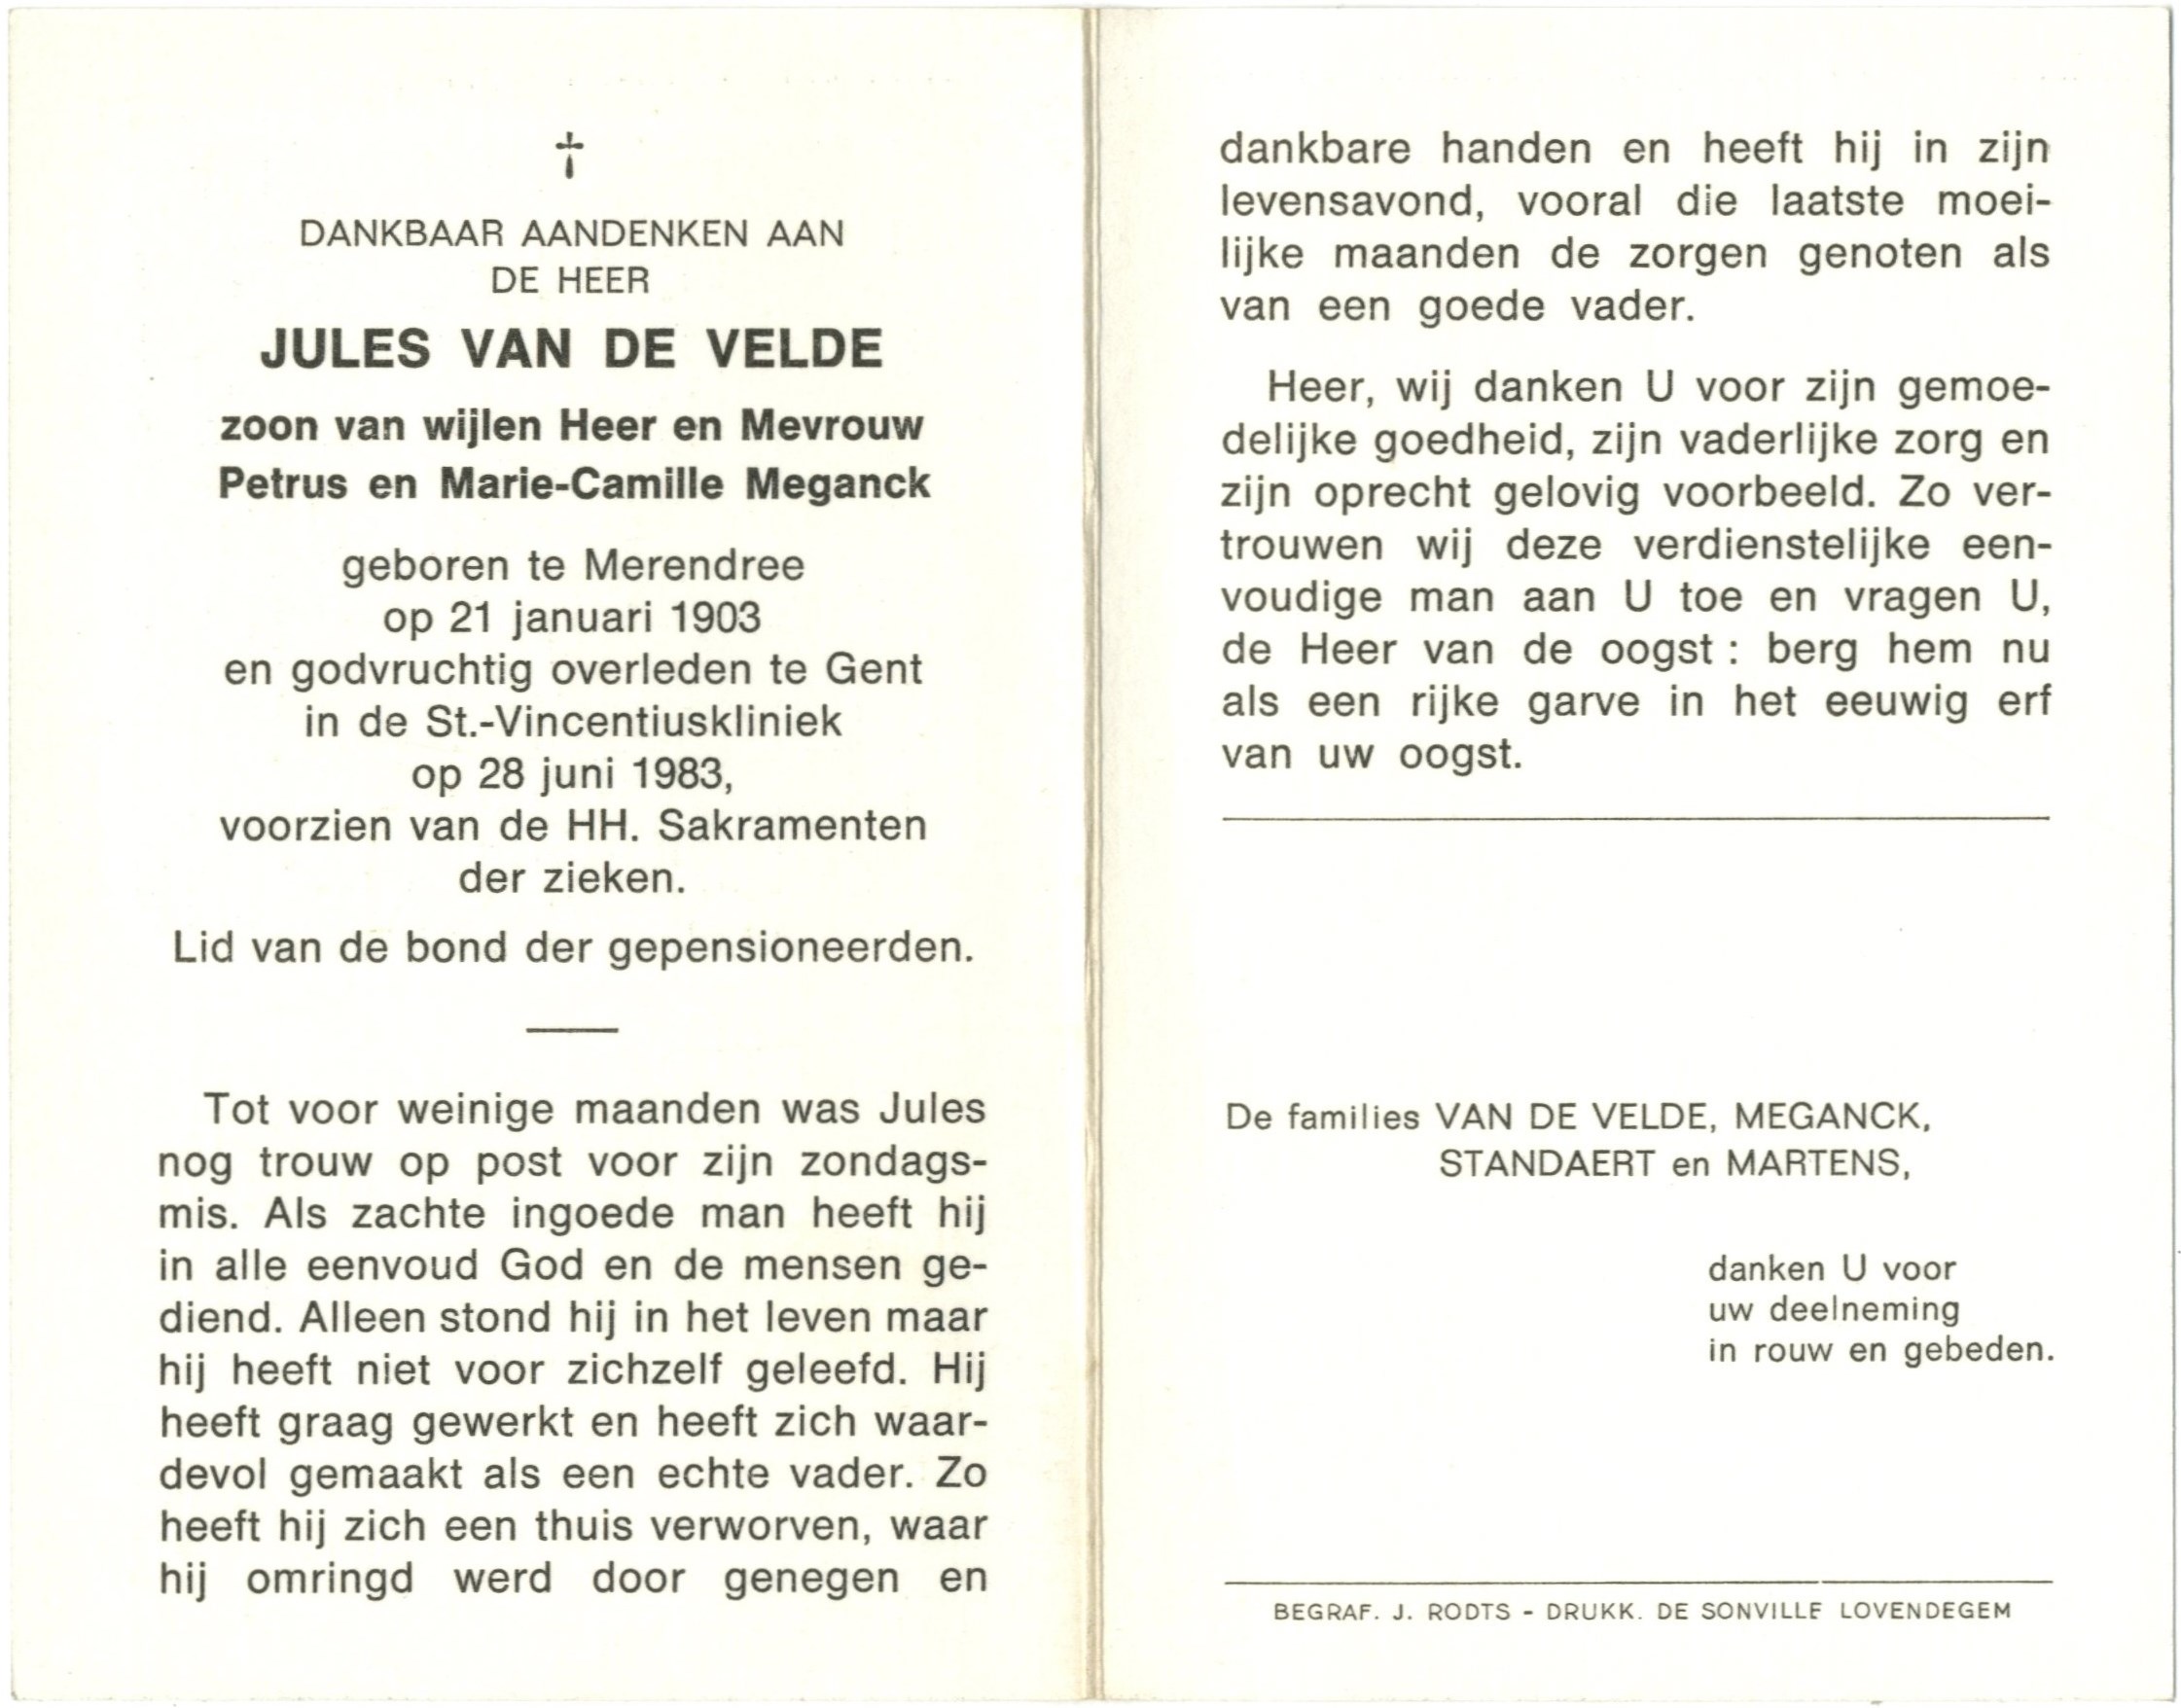 DANKBAAR AANDENKEN AAN
DE HEER
JULES VAN DE VELDE
zoon van wijlen Heer en Mevrouw
Petrus en Marie-Camille Meganck
geboren te Merendree
op 21 januari 1903
en godvruchtig overleden te Gent
in de St.-Vincentiuskliniek
op 28 juni 1983,
voorzien van de HH. Sakramenten
der zieken.
Lid van de bond der gepensioneerden.
Tot voor weinige maanden was Jules
nog trouw op post voor zijn zondags-
mis. Als zachte ingoede man heeft hij
in alle eenvoud God en de mensen ge-
diend. Alleen stond hij in het leven maar
hij heeft niet voor zichzelf geleefd. Hij
heeft graag gewerkt en heeft zich waar-
devol gemaakt als een echte vader. Zo
heeft hij zich een thuis verworven, waar
hij omringd werd door genegen en
dankbare handen en heeft hij in zijn
levensavond, vooral die laatste moei-
lijke maanden de zorgen genoten als
van een goede vader.
Heer, wij danken U voor zijn gemoe-
delijke goedheid, zijn vaderlijke zorg en
zijn oprecht gelovig voorbeeld. Zo ver-
trouwen wij deze verdienstelijke een-
voudige man aan U toe en vragen U,
de Heer van de oogst : berg hem nu
als een rijke garve in het eeuwig erf
van uw oogst.
De families VAN DE VELDE, MEGANCK,
STANDAERT en MARTENS,
danken U voor
uw deelneming
in rouw en gebeden.
BEGRAF. J. RODTS - DRUKK. DE SONVILLE LOVENDEGEM